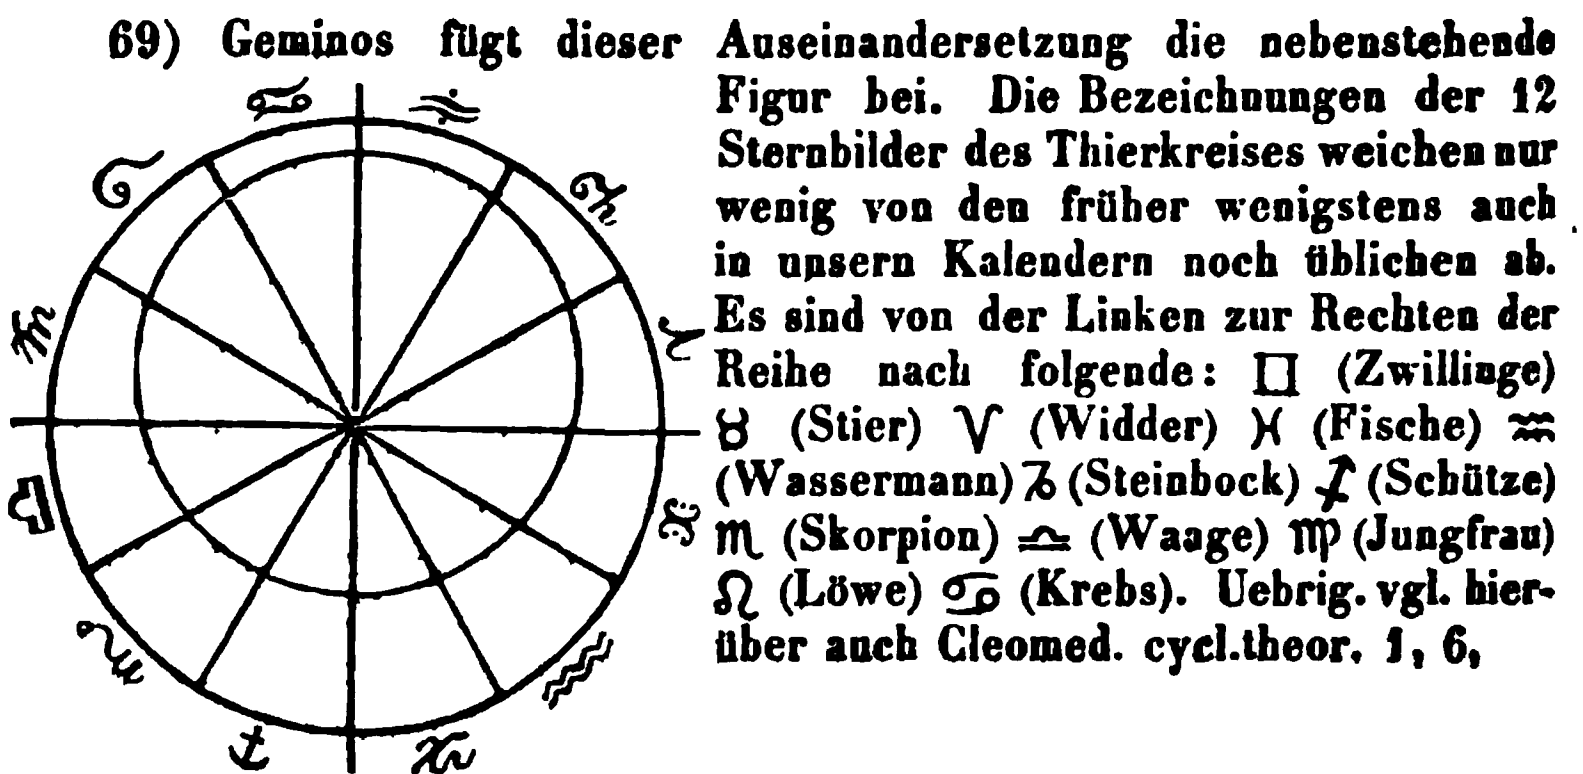 69) Geminos fügt dieser Auseinandersetzung die nebenstehende
Figur bei. Die Bezeichnungen der 12
Sternbilder des Thierkreises weichen nur
wenig von den früher wenigstens auch
in unsern Kalendern noch üblichen ab.
Es sind von der Linken zur Rechten der
Reihe nach folgende: ♊ (Zwillinge)
♉ (Stier) ♈ (Widder) ♓ (Fische) ♒
(Wassermann) ♑ (Steinbock) ♐ (Schütze)
♏ (Skorpion) ♎ (Waage) ♍ (Jungfrau)
♌ (Löwe) ♋ (Krebs). Uebrig. vgl. hier-
über auch Cleomed. cycl.theor. 1, 6,